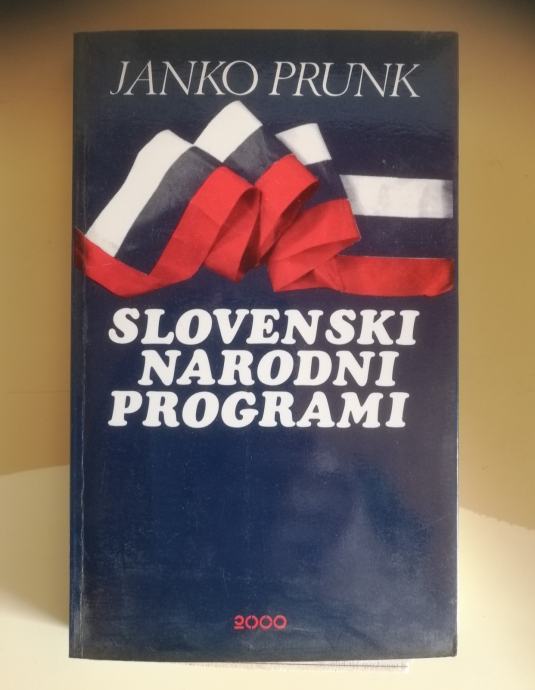 JANKO PRUNK
SLOVENSKI
NARODNI
PROGRAMI
2000